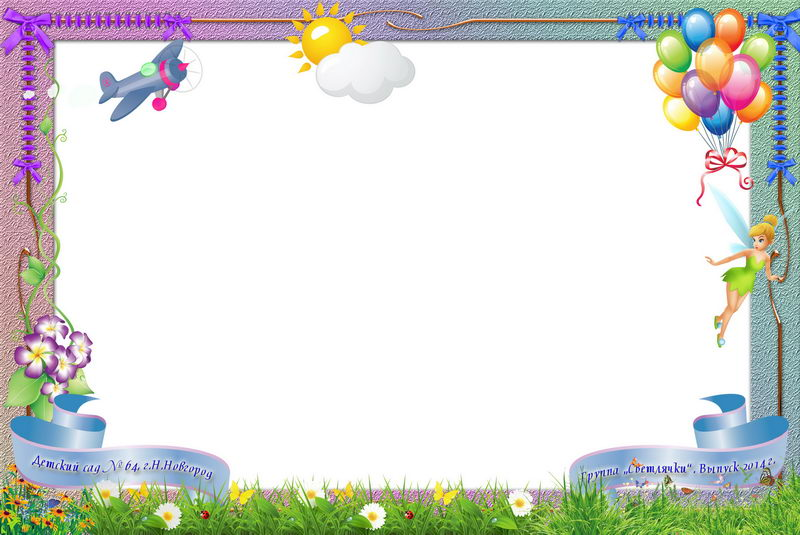 Детский сад № 64, г.Н.Новгород
Группа „Светлячки“. Выпуск 2014г.